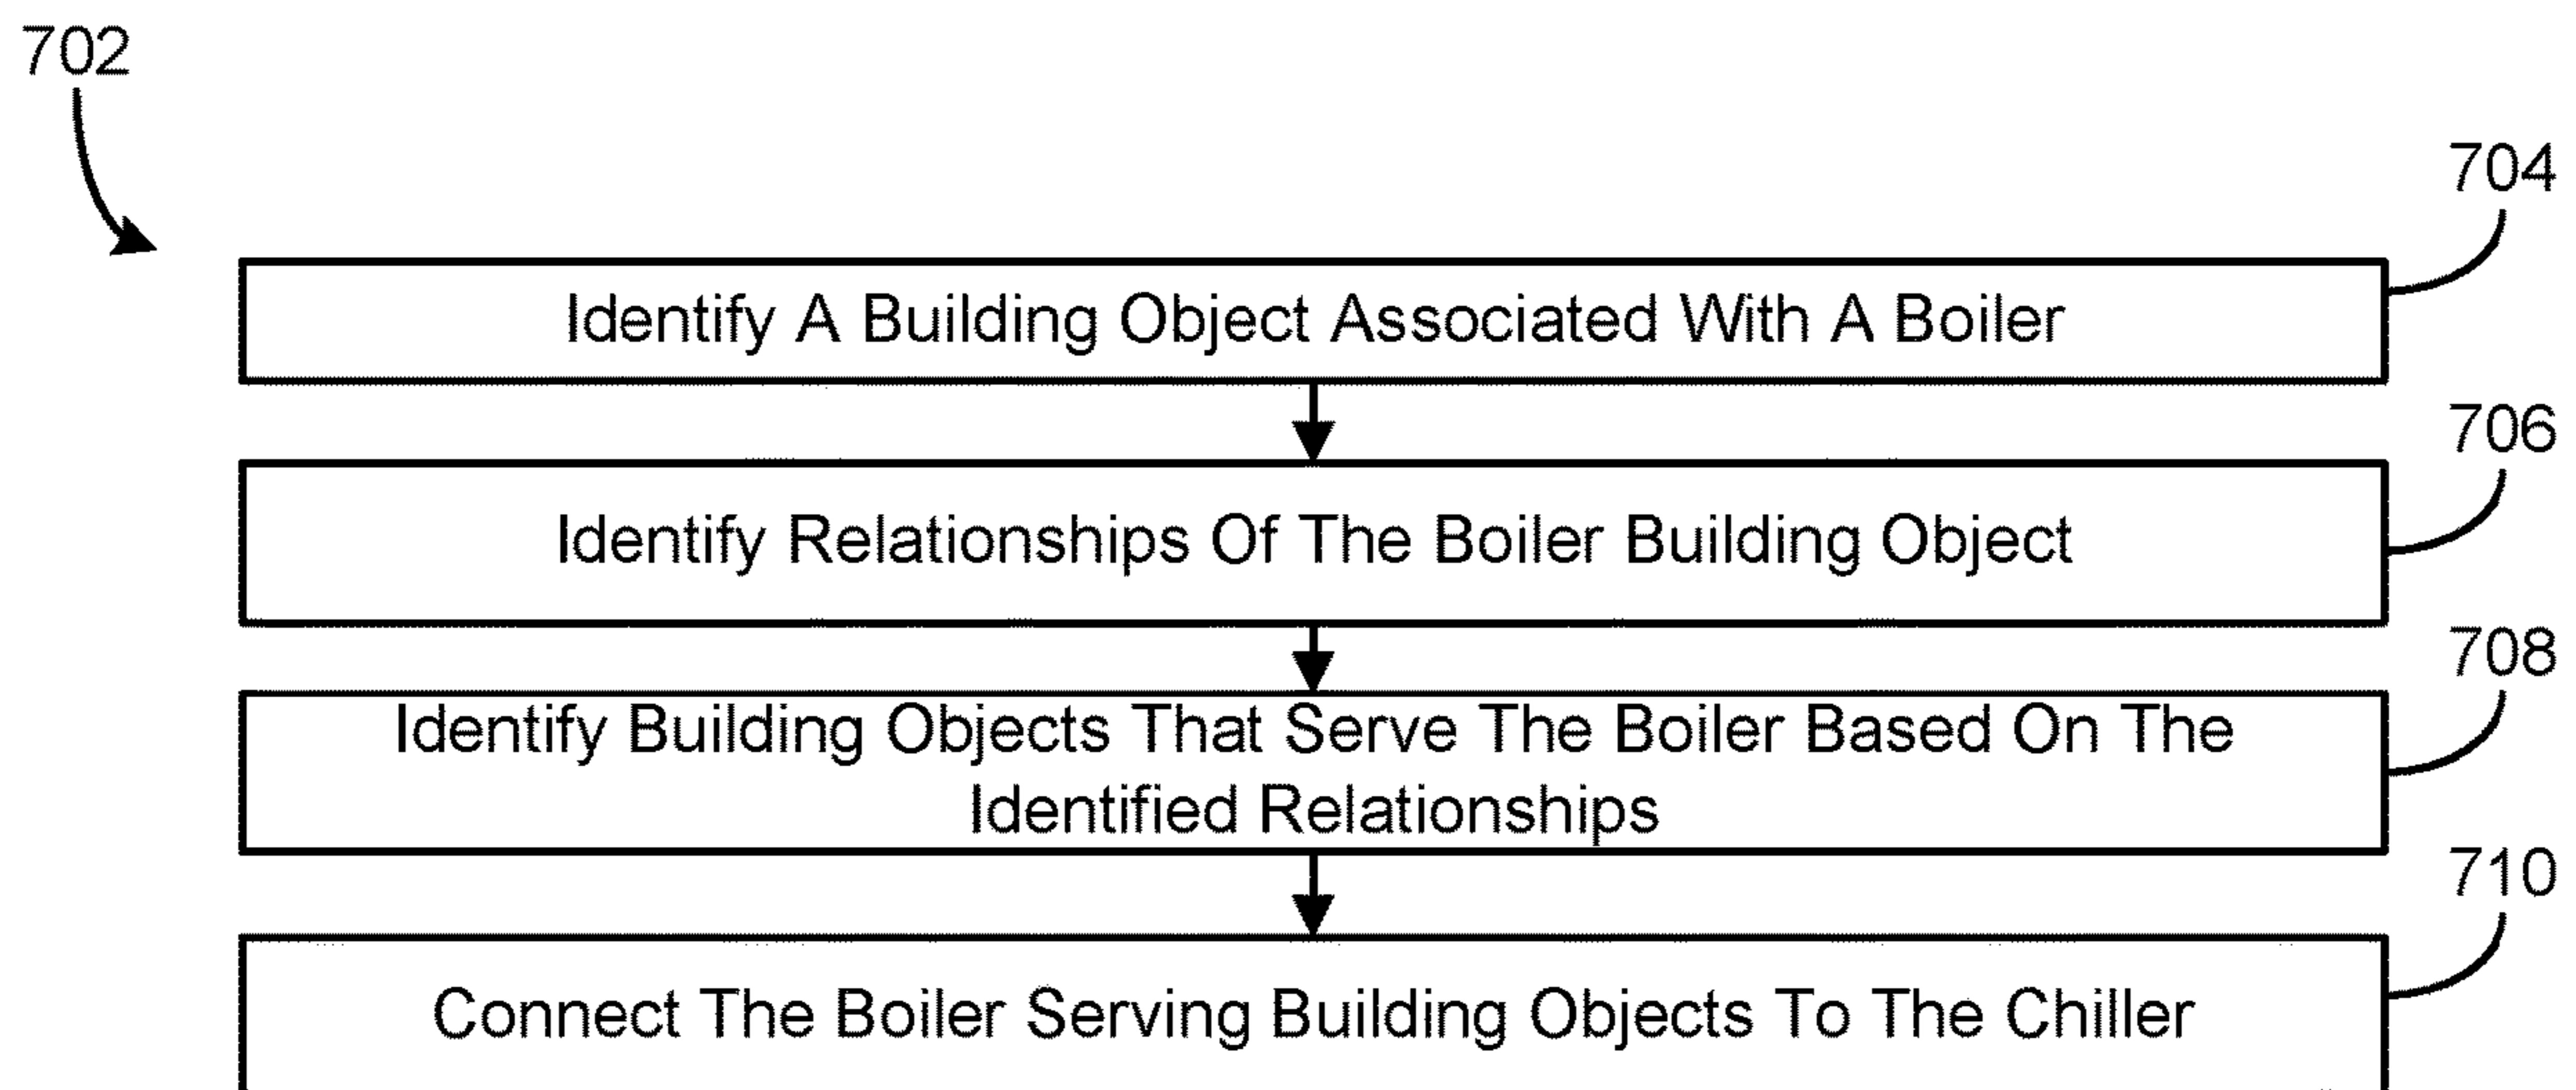 702
704
Identify A Building Object Associated With A Boiler
706
Identify Relationships Of The Boiler Building Object
708
Identify Building Objects That Serve The Boiler Based On The
Identified Relationships
710
Connect The Boiler Serving Building Objects To The Chiller